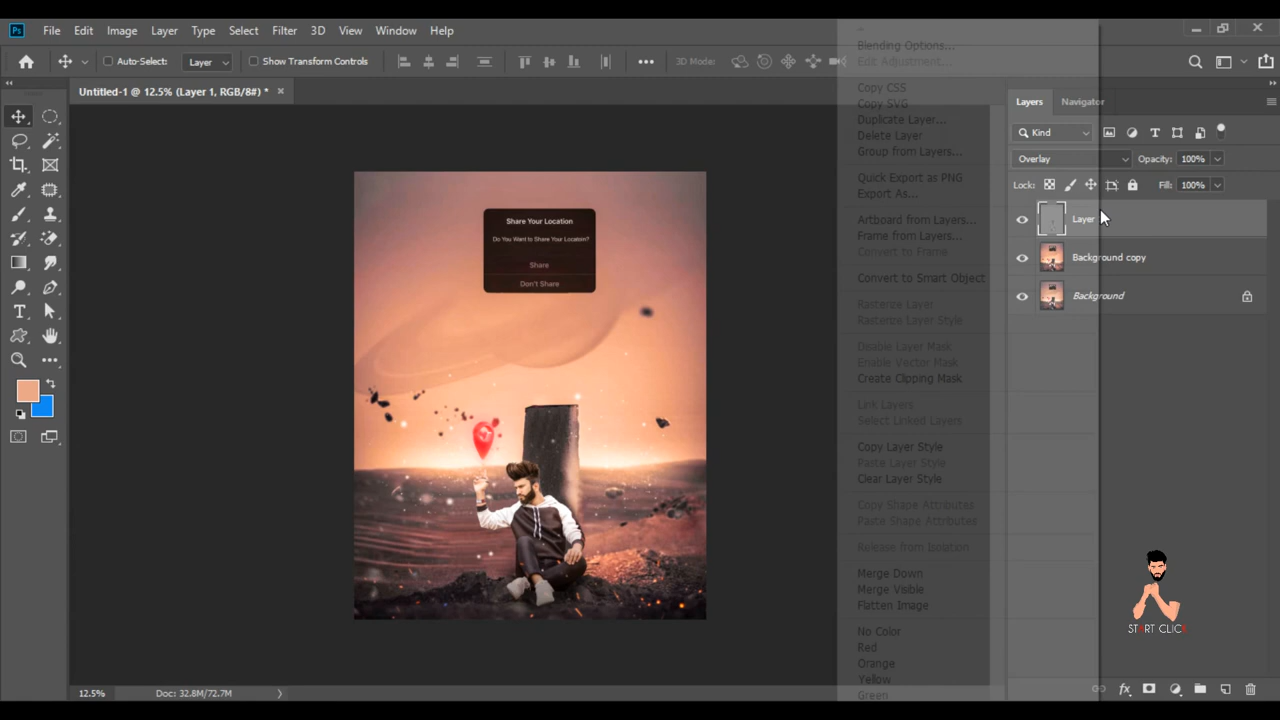 Ps File Edit Image Layer Type Select Filter 3D View Window Help
Auto-Select: Layer Show Transform Controls 3D Mode:
Untitled-1 @ 12.5% (Layer 1, RGB/8#) *
Share Your Location
Do You Want to Share Your Location?
Share
Don't Share
Blending Options...
Edit Adjustment...
Copy CSS
Copy SVG
Duplicate Layer...
Delete Layer
Group from Layers...
Quick Export as PNG
Export As...
Artboard from Layers...
Frame from Layers...
Convert to Frame
Convert to Smart Object
Rasterize Layer
Rasterize Layer Style
Disable Layer Mask
Enable Vector Mask
Create Clipping Mask
Link Layers
Select Linked Layers
Copy Layer Style
Paste Layer Style
Clear Layer Style
Copy Shape Attributes
Paste Shape Attributes
Release from Isolation
Merge Down
Merge Visible
Flatten Image
No Color
Red
Orange
Yellow
Green
Layers Navigator
Kind
Overlay Opacity: 100%
Lock: Fill: 100%
Layer
Background copy
Background
START CLICK
12.5% Doc: 32.8M/72.7M